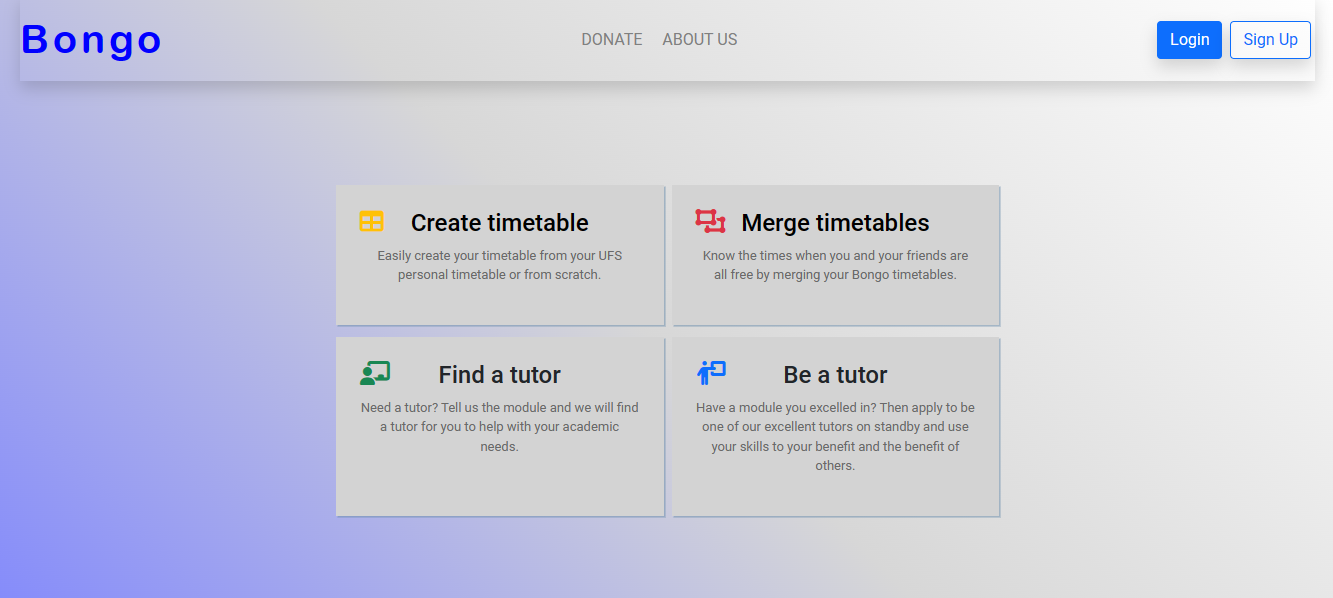 Bongo
DONATE ABOUT US
Login Sign Up
Create timetable
Easily create your timetable from your UFS
personal timetable or from scratch.
Merge timetables
Know the times when you and your friends are
all free by merging your Bongo timetables.
Find a tutor
Need a tutor? Tell us the module and we will find
a tutor for you to help with your academic
needs.
Be a tutor
Have a module you excelled in? Then apply to be
one of our excellent tutors on standby and use
your skills to your benefit and the benefit of
others.